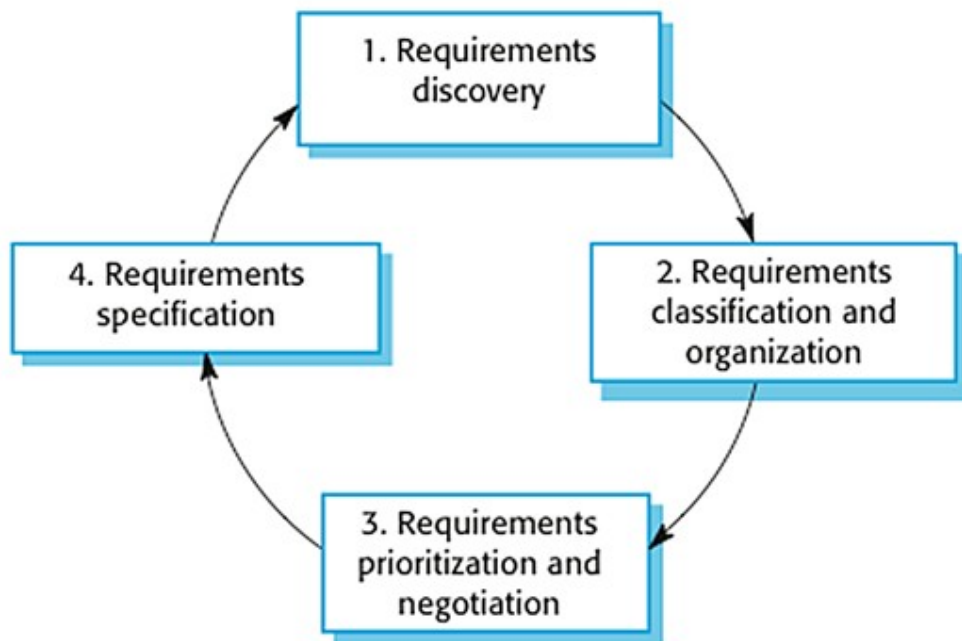 1. Requirements
discovery
2. Requirements
classification and
organization
3. Requirements
prioritization and
negotiation
4. Requirements
specification